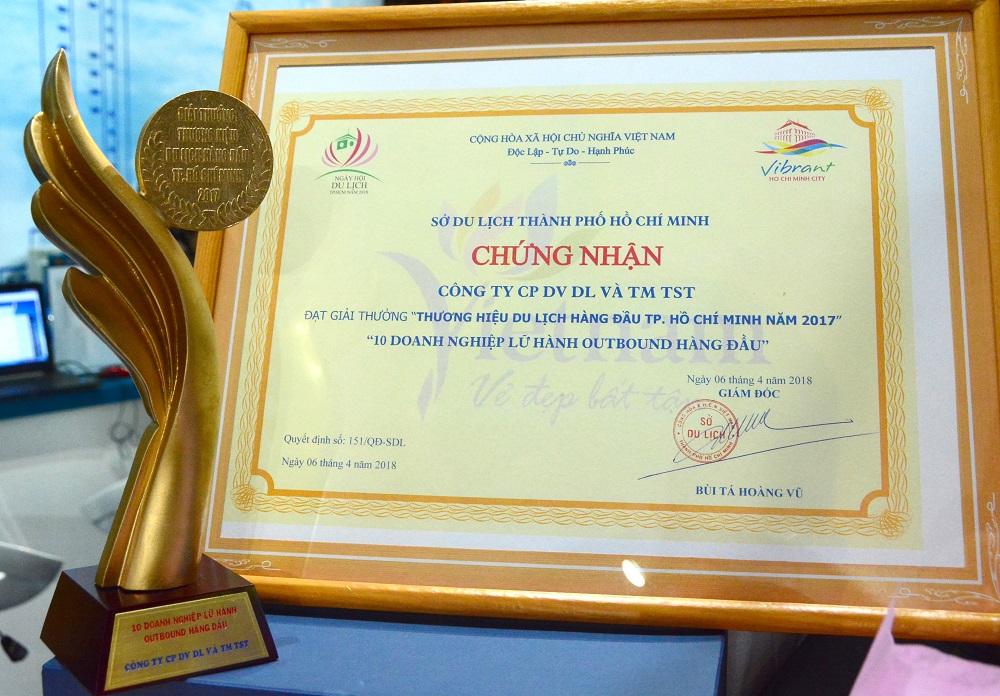 GIẢI THƯỞNG
THƯƠNG HIỆU
DU LỊCH HÀNG ĐẦU
TP. HỒ CHÍ MINH
2017
10 DOANH NGHIỆP LỮ HÀNH
OUTBOUND HÀNG ĐẦU
CÔNG TY CP DV DL VÀ TM TST
NGÀY HỘI
DU LỊCH
CỘNG HÒA XÃ HỘI CHỦ NGHĨA VIỆT NAM
Độc Lập - Tự Do - Hạnh Phúc
Vibrant
HO CHI MINH CITY
SỞ DU LỊCH THÀNH PHỐ HỒ CHÍ MINH
CHỨNG NHẬN
CÔNG TY CP DV DL VÀ TM TST
ĐẠT GIẢI THƯỞNG “THƯƠNG HIỆU DU LỊCH HÀNG ĐẦU TP. HỒ CHÍ MINH NĂM 2017”
“10 DOANH NGHIỆP LỮ HÀNH OUTBOUND HÀNG ĐẦU”
Vietnam
Vẻ đẹp bất tận
Ngày 06 tháng 4 năm 2018
GIÁM ĐỐC
SỞ
DU LỊCH
THÀNH PHỐ HỒ CHÍ MINH
Quyết định số: 151/QĐ-SDL
Ngày 06 tháng 4 năm 2018
BÙI TÁ HOÀNG VŨ